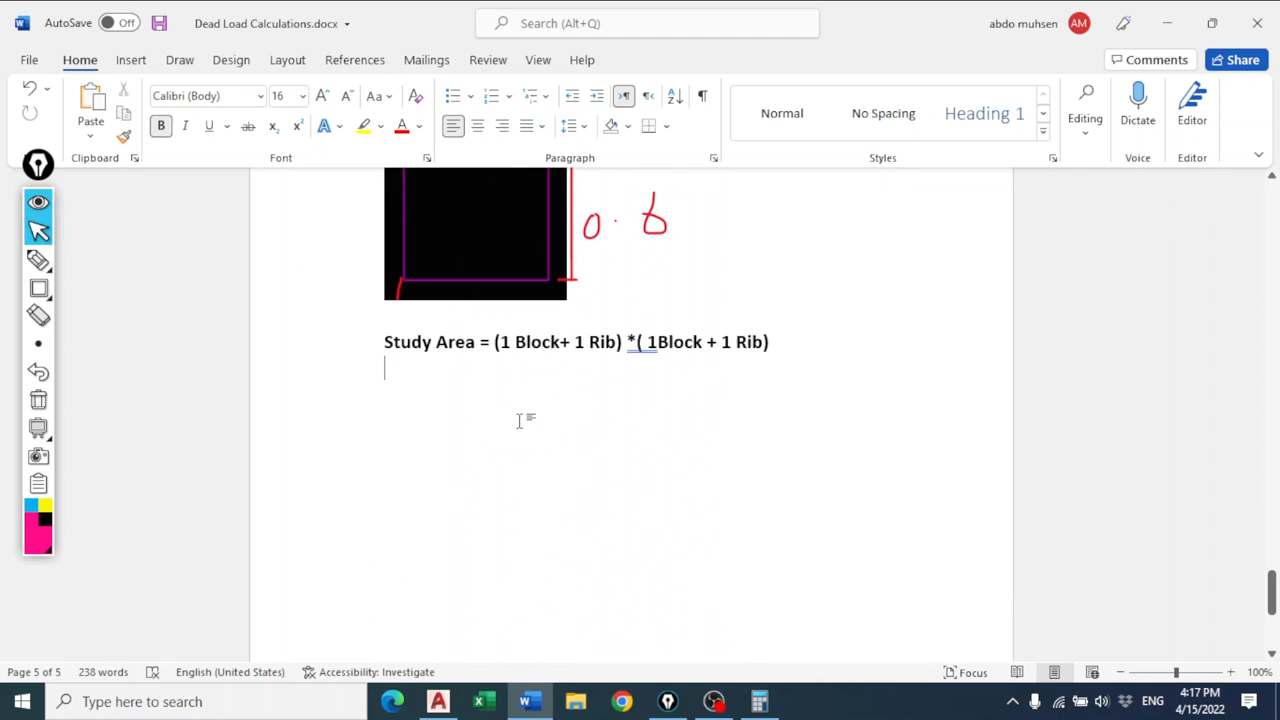 AutoSave Off Dead Load Calculations.docx Search (Alt+Q) abdo muhsen AM
File Home Insert Draw Design Layout References Mailings Review View Help Comments Share
Calibri (Body) 16 Aa Normal No Spacing Heading 1
Paste Editing Dictate Editor
Clipboard Font Paragraph Styles Voice Editor
0.6
Study Area = (1 Block+ 1 Rib) *( 1Block + 1 Rib)
Page 5 of 5 238 words English (United States) Accessibility: Investigate Focus 100%
Type here to search ENG 4:17 PM
4/15/2022